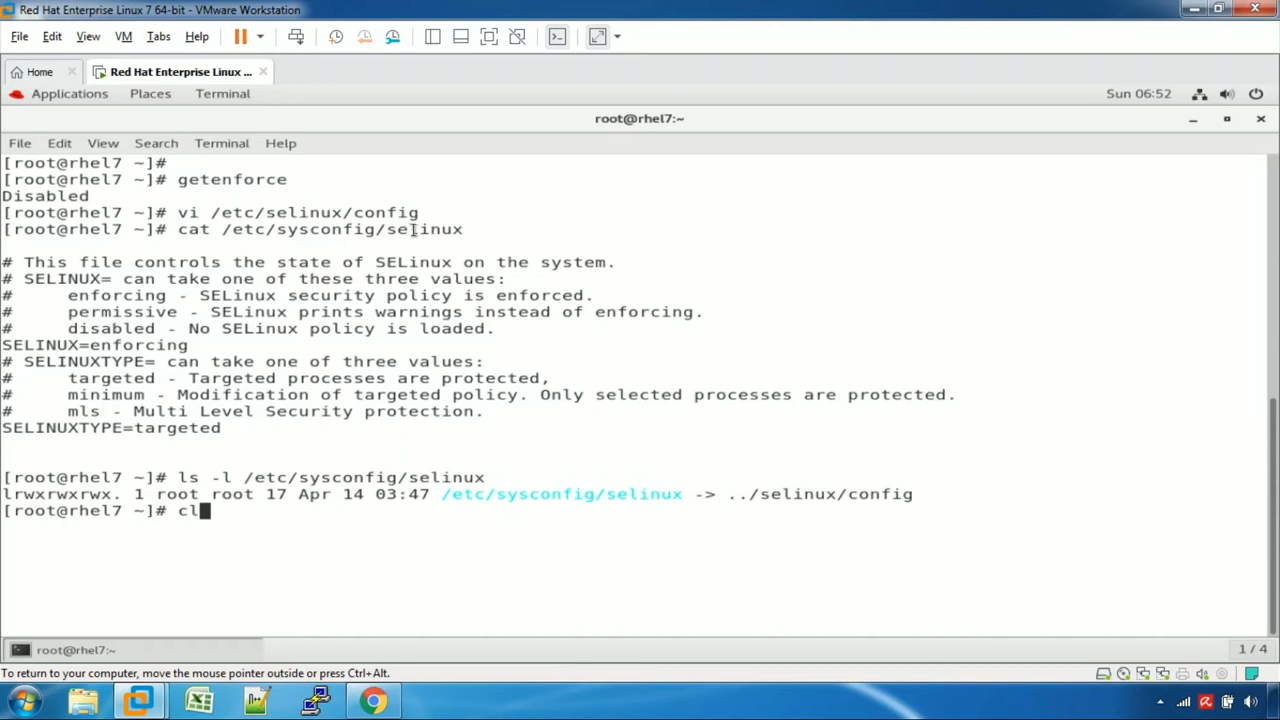 Red Hat Enterprise Linux 7 64-bit - VMware Workstation
File Edit View VM Tabs Help
Home Red Hat Enterprise Linux ...
Applications Places Terminal Sun 06:52
root@rhel7:~
File Edit View Search Terminal Help
[root@rhel7 ~]#
[root@rhel7 ~]# getenforce
Disabled
[root@rhel7 ~]# vi /etc/selinux/config
[root@rhel7 ~]# cat /etc/sysconfig/selinux
# This file controls the state of SELinux on the system.
# SELINUX= can take one of these three values:
#     enforcing - SELinux security policy is enforced.
#     permissive - SELinux prints warnings instead of enforcing.
#     disabled - No SELinux policy is loaded.
SELINUX=enforcing
# SELINUXTYPE= can take one of three values:
#     targeted - Targeted processes are protected,
#     minimum - Modification of targeted policy. Only selected processes are protected.
#     mls - Multi Level Security protection.
SELINUXTYPE=targeted
[root@rhel7 ~]# ls -l /etc/sysconfig/selinux
lrwxrwxrwx. 1 root root 17 Apr 14 03:47 /etc/sysconfig/selinux -> ../selinux/config
[root@rhel7 ~]# cl
root@rhel7:~ 1 / 4
To return to your computer, move the mouse pointer outside or press Ctrl+Alt.